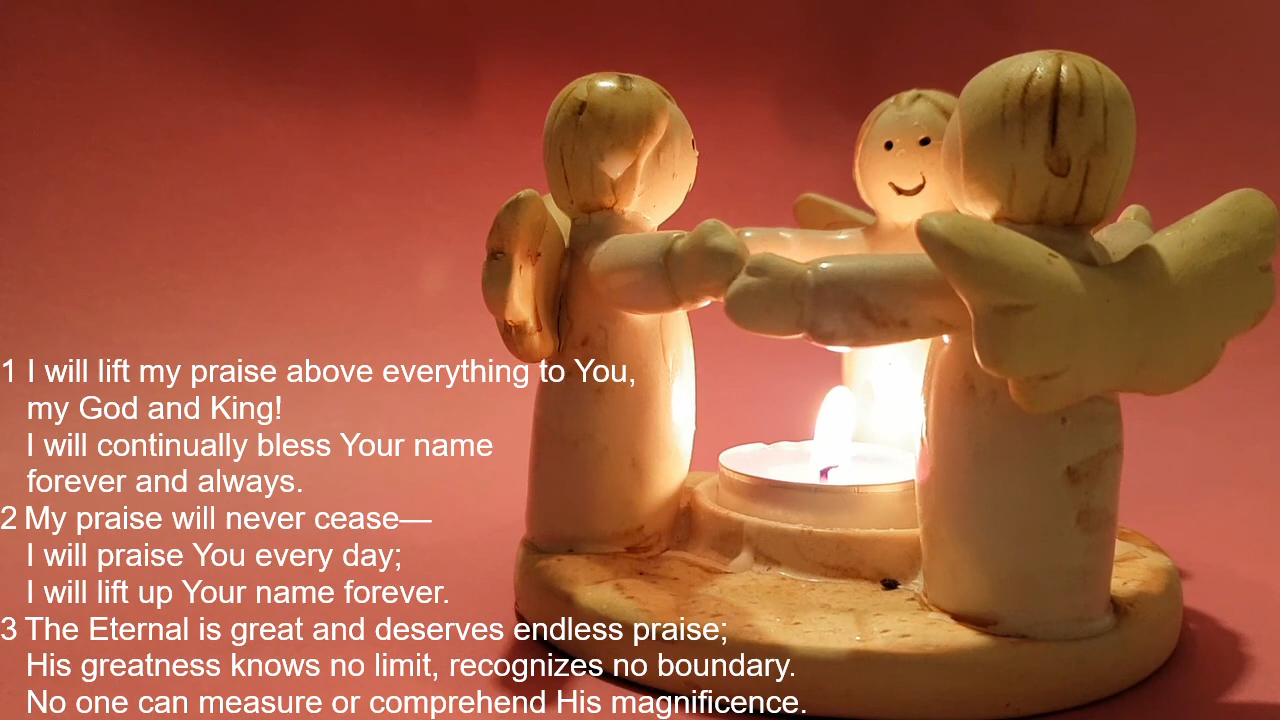 1 I will lift my praise above everything to You,
my God and King!
I will continually bless Your name
forever and always.
2 My praise will never cease—
I will praise You every day;
I will lift up Your name forever.
3 The Eternal is great and deserves endless praise;
His greatness knows no limit, recognizes no boundary.
No one can measure or comprehend His magnificence.